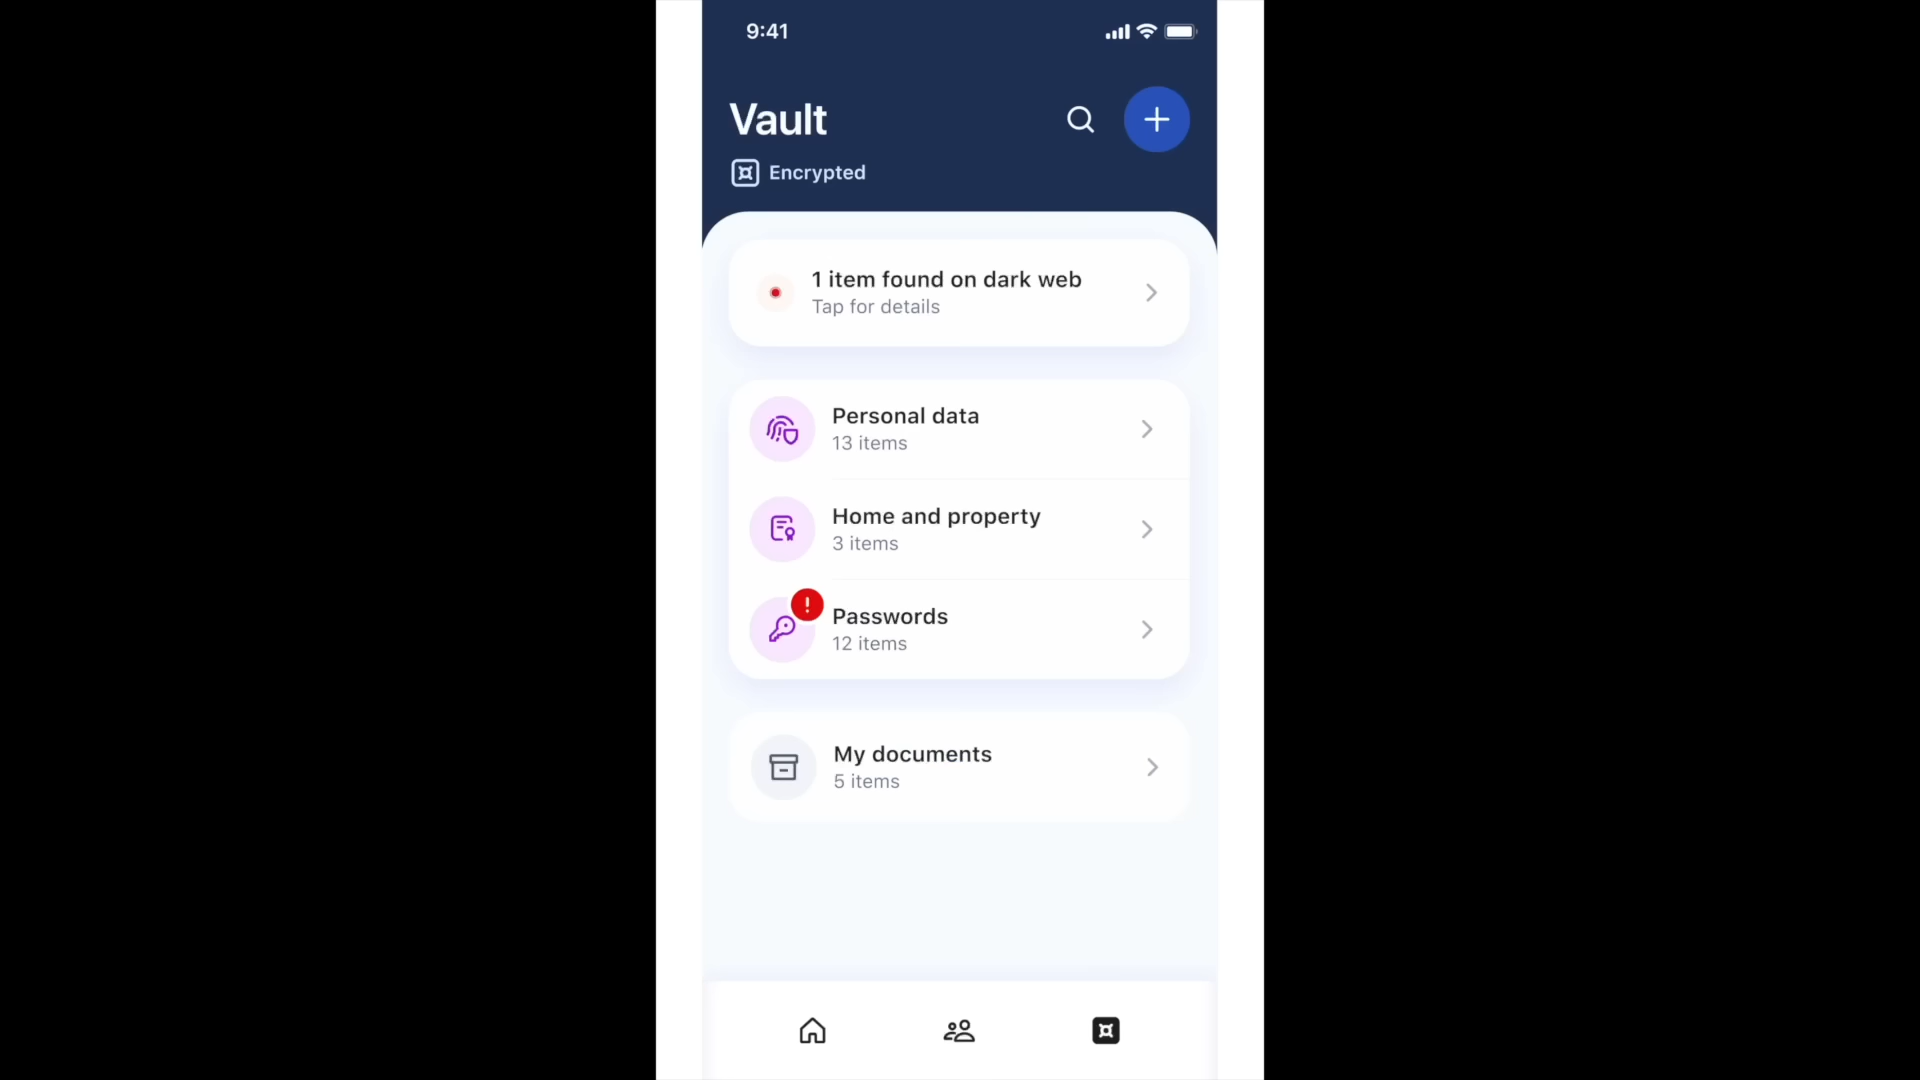 9:41
Vault
Encrypted
1 item found on dark web
Tap for details
Personal data
13 items
Home and property
3 items
!
Passwords
12 items
My documents
5 items